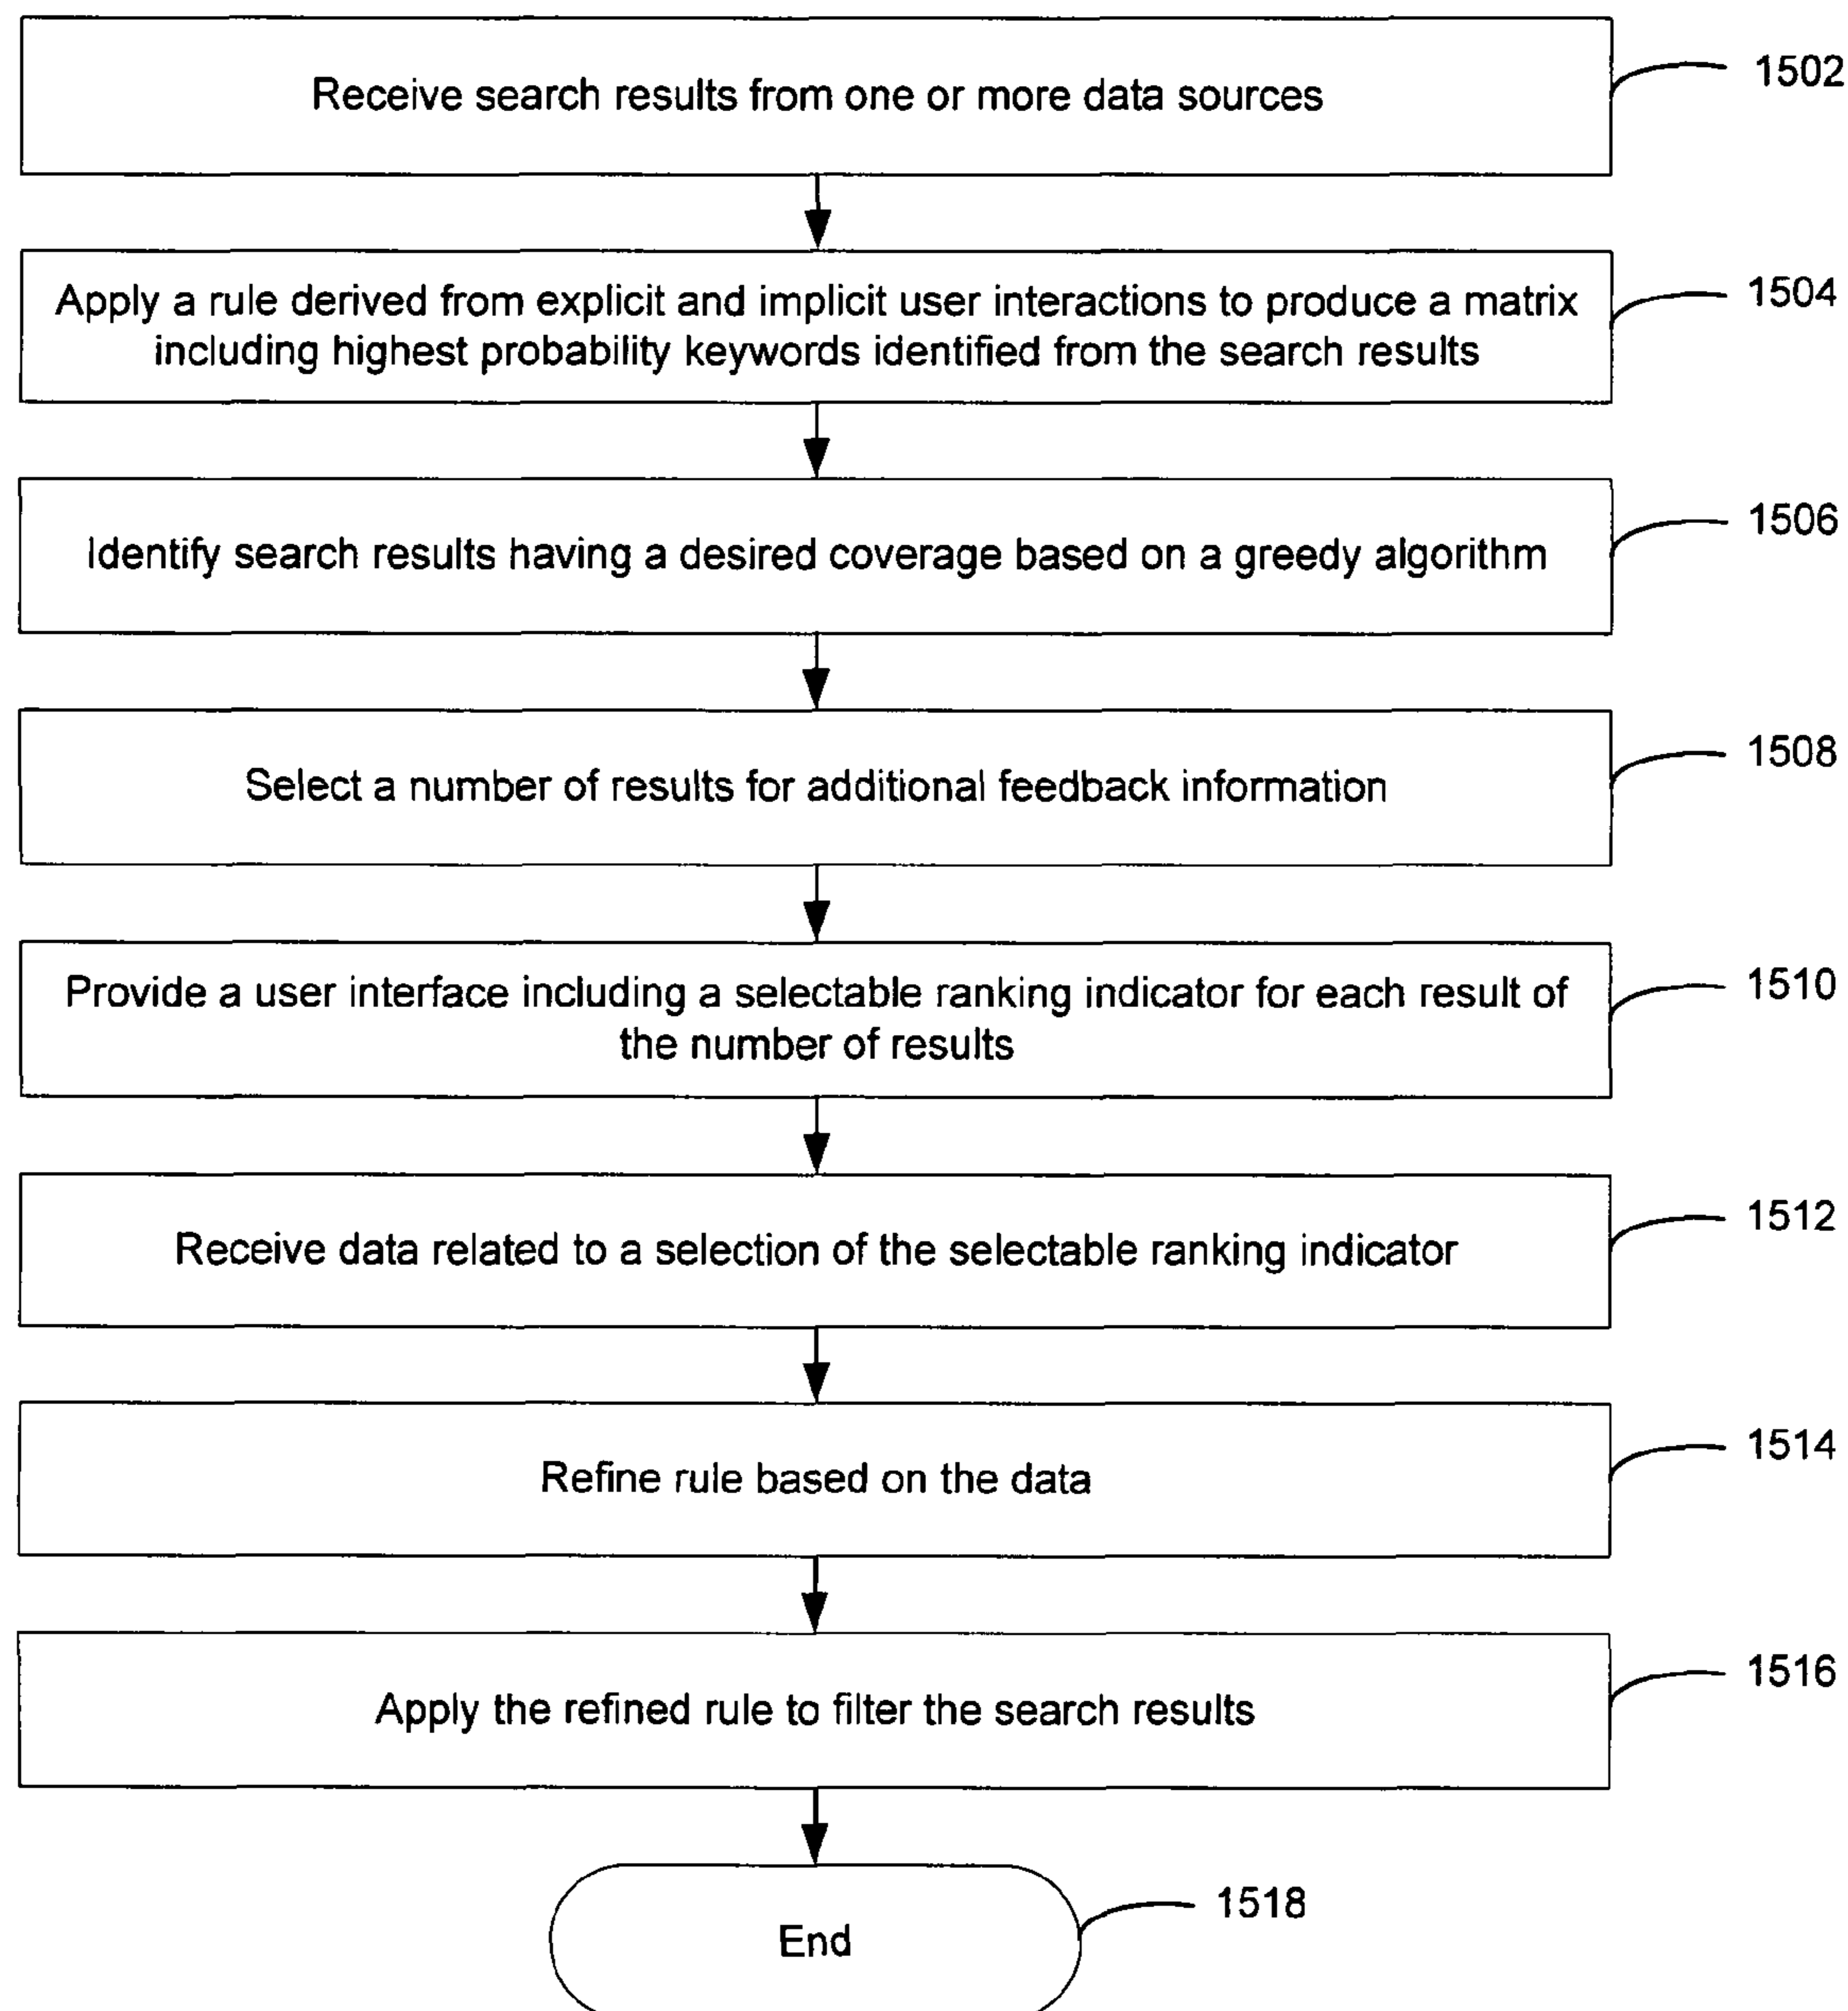 Receive search results from one or more data sources
1502
Apply a rule derived from explicit and implicit user interactions to produce a matrix
including highest probability keywords identified from the search results
1504
Identify search results having a desired coverage based on a greedy algorithm
1506
Select a number of results for additional feedback information
1508
Provide a user interface including a selectable ranking indicator for each result of
the number of results
1510
Receive data related to a selection of the selectable ranking indicator
1512
Refine rule based on the data
1514
Apply the refined rule to filter the search results
1516
End
1518